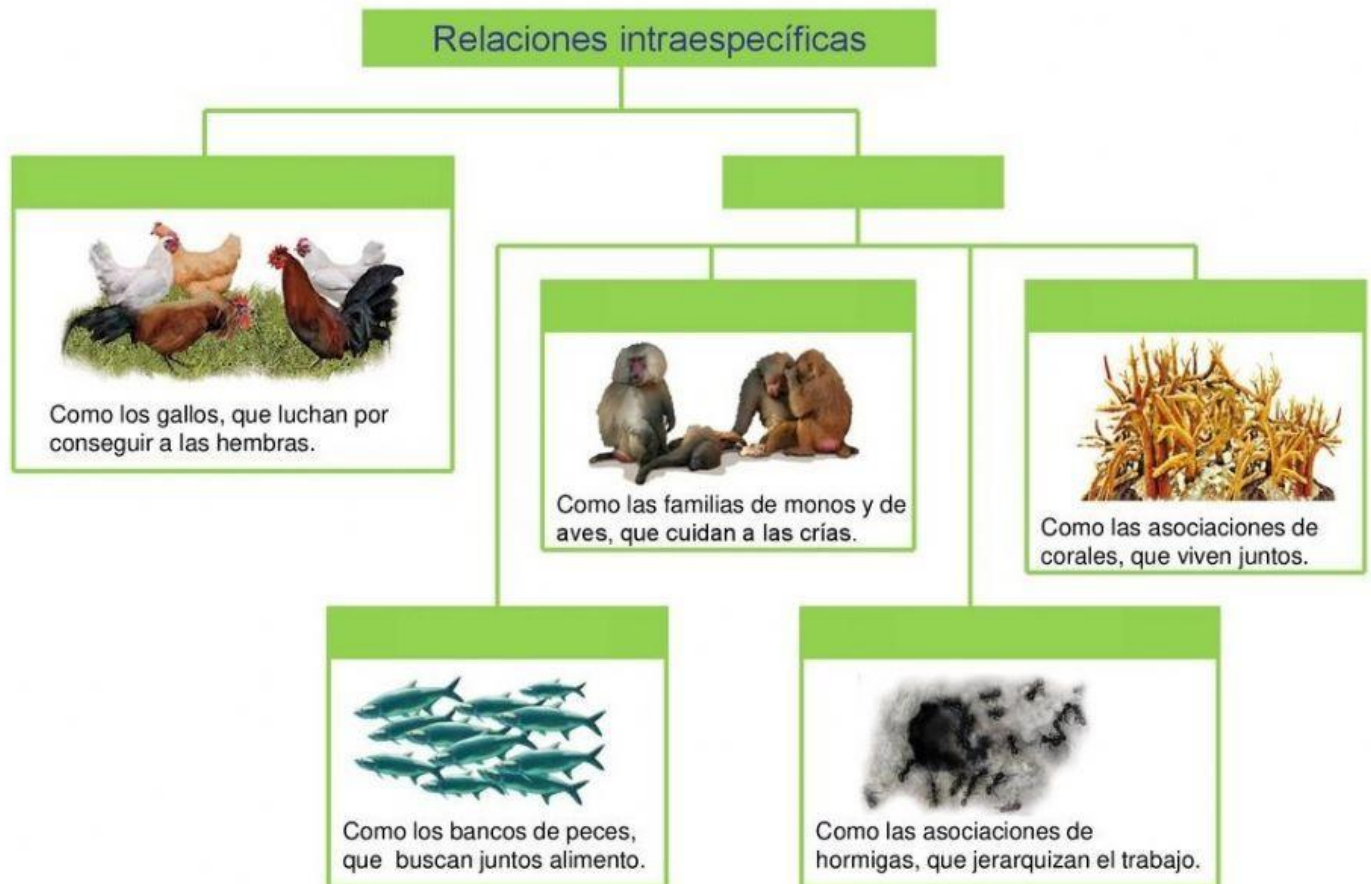 Relaciones intraespecíficas
Como los gallos, que luchan por
conseguir a las hembras.
Como las familias de monos y de
aves, que cuidan a las crías.
Como las asociaciones de
corales, que viven juntos.
Como los bancos de peces,
que buscan juntos alimento.
Como las asociaciones de
hormigas, que jerarquizan el trabajo.